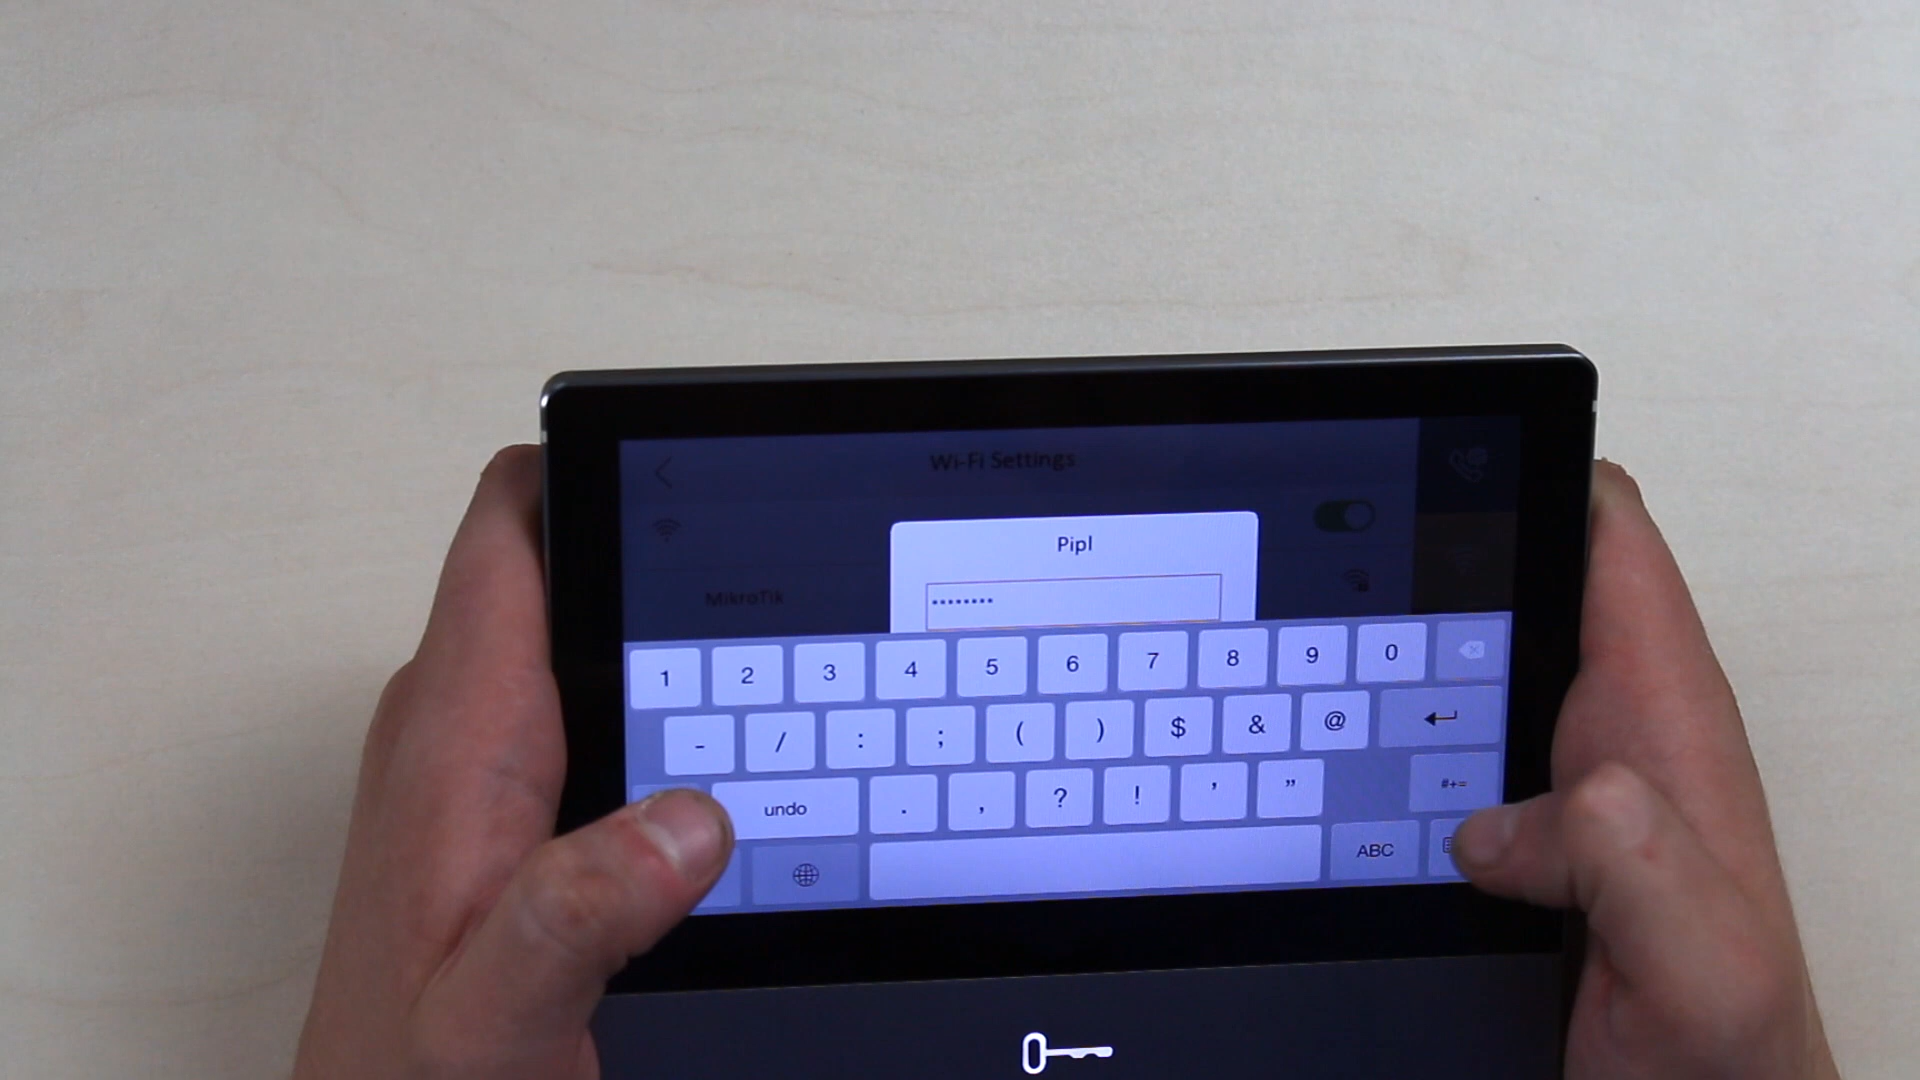 Wi-Fi Settings
Pipl
MikroTik
••••••••
1 2 3 4 5 6 7 8 9 0
- / : ; ( ) $ & @
undo . , ? ! ' " #+=
ABC